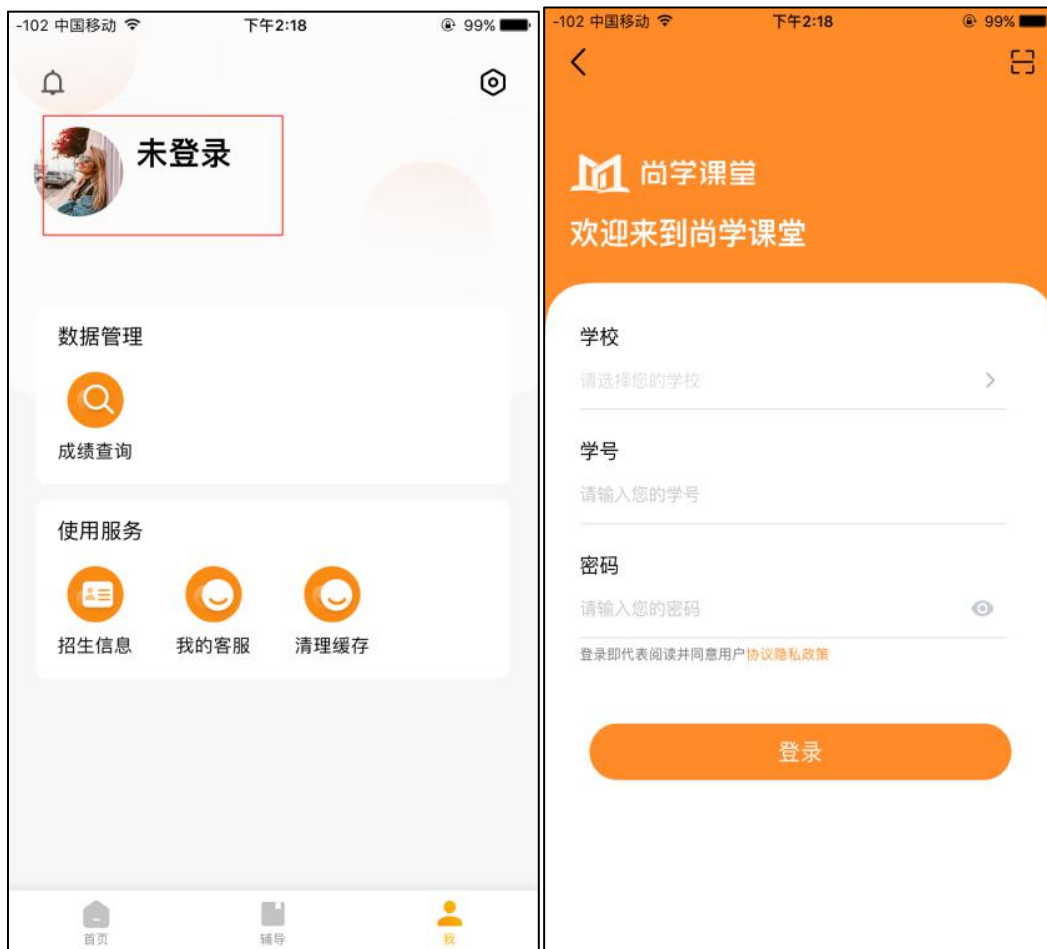 -102 中国移动 下午2:18 99%
未登录
数据管理
成绩查询
使用服务
招生信息 我的客服 清理缓存
首页 辅导 我
-102 中国移动 下午2:18 99%
尚学课堂
欢迎来到尚学课堂
学校
请选择您的学校
学号
请输入您的学号
密码
请输入您的密码
登录即代表阅读并同意用户协议隐私政策
登录